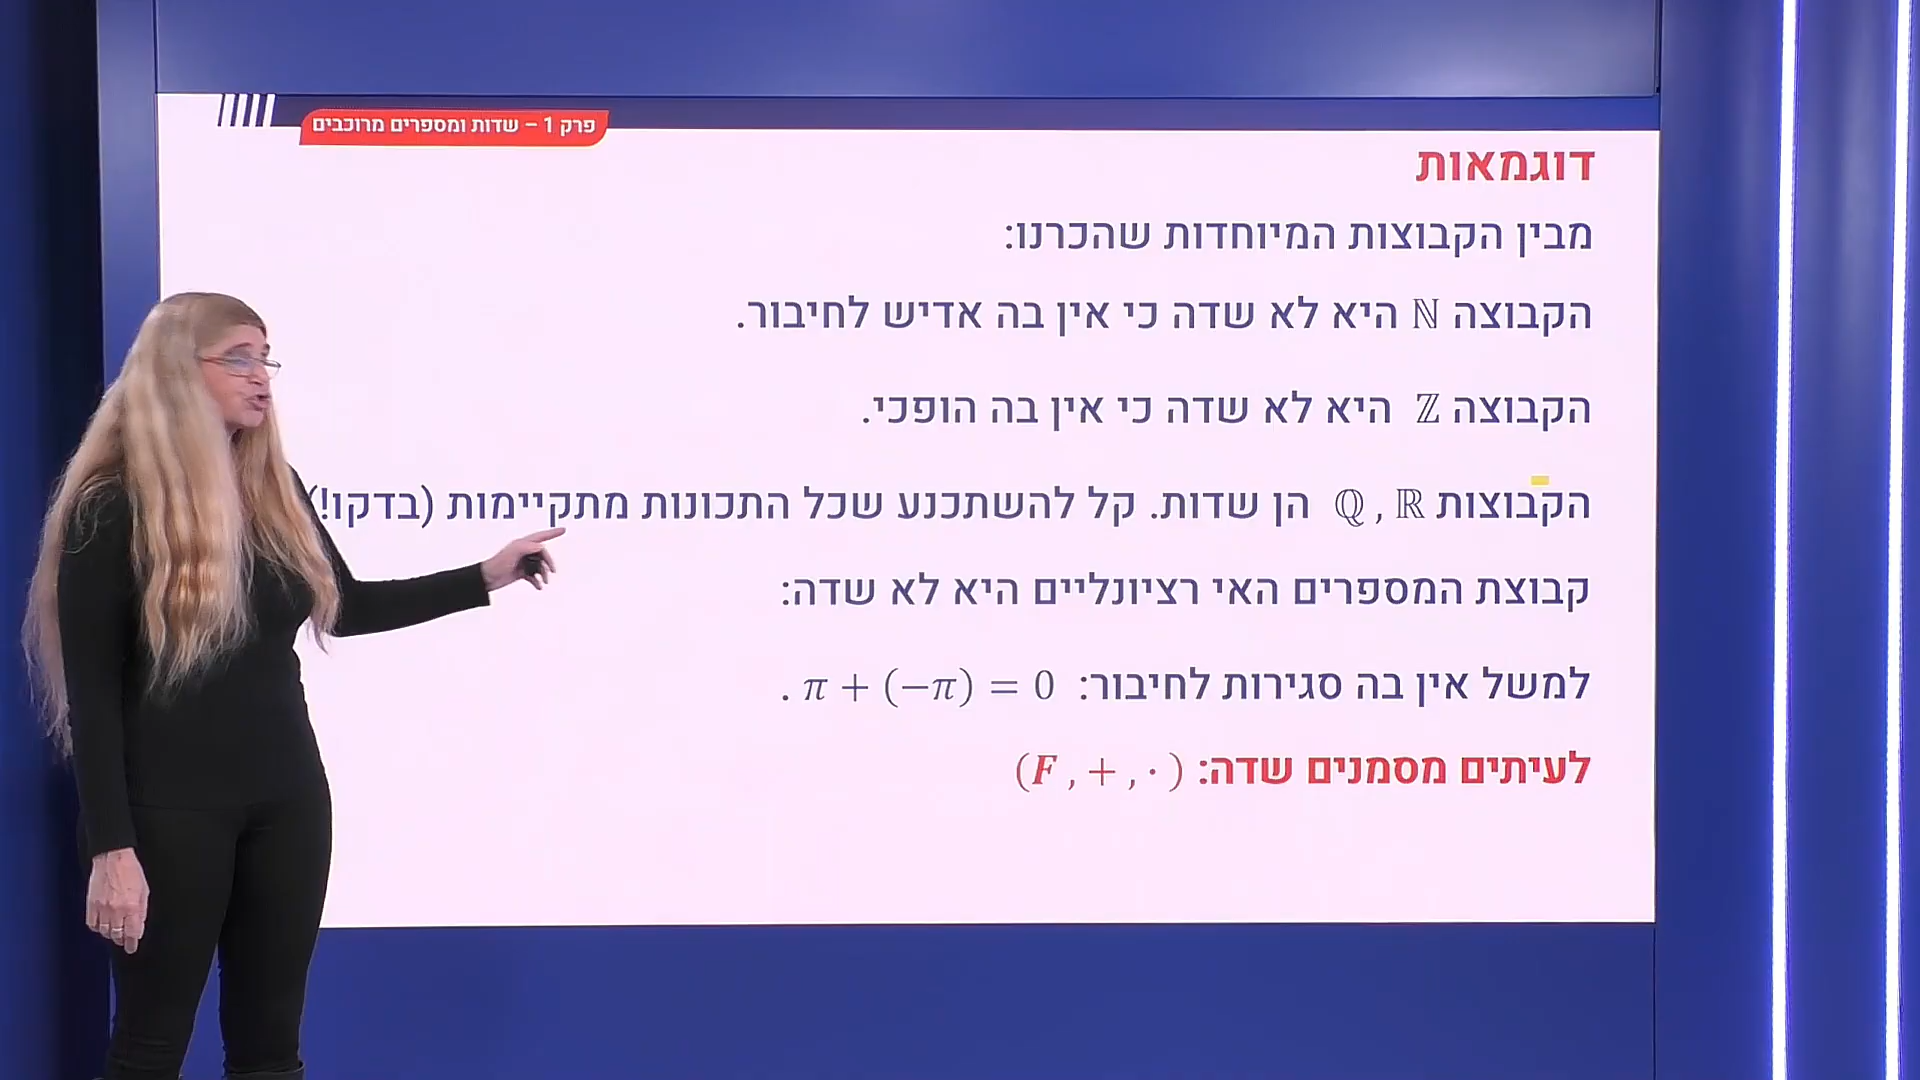 פרק 1 – שדות ומספרים מרוכבים
דוגמאות
מבין הקבוצות המיוחדות שהכרנו:
הקבוצה ℕ היא לא שדה כי אין בה אדיש לחיבור.
הקבוצה ℤ היא לא שדה כי אין בה הופכי.
הקבוצות ℚ , ℝ הן שדות. קל להשתכנע שכל התכונות מתקיימות (בדקו!)
קבוצת המספרים האי רציונליים היא לא שדה:
למשל אין בה סגירות לחיבור: π + (−π) = 0 .
לעיתים מסמנים שדה: (F , + , · )